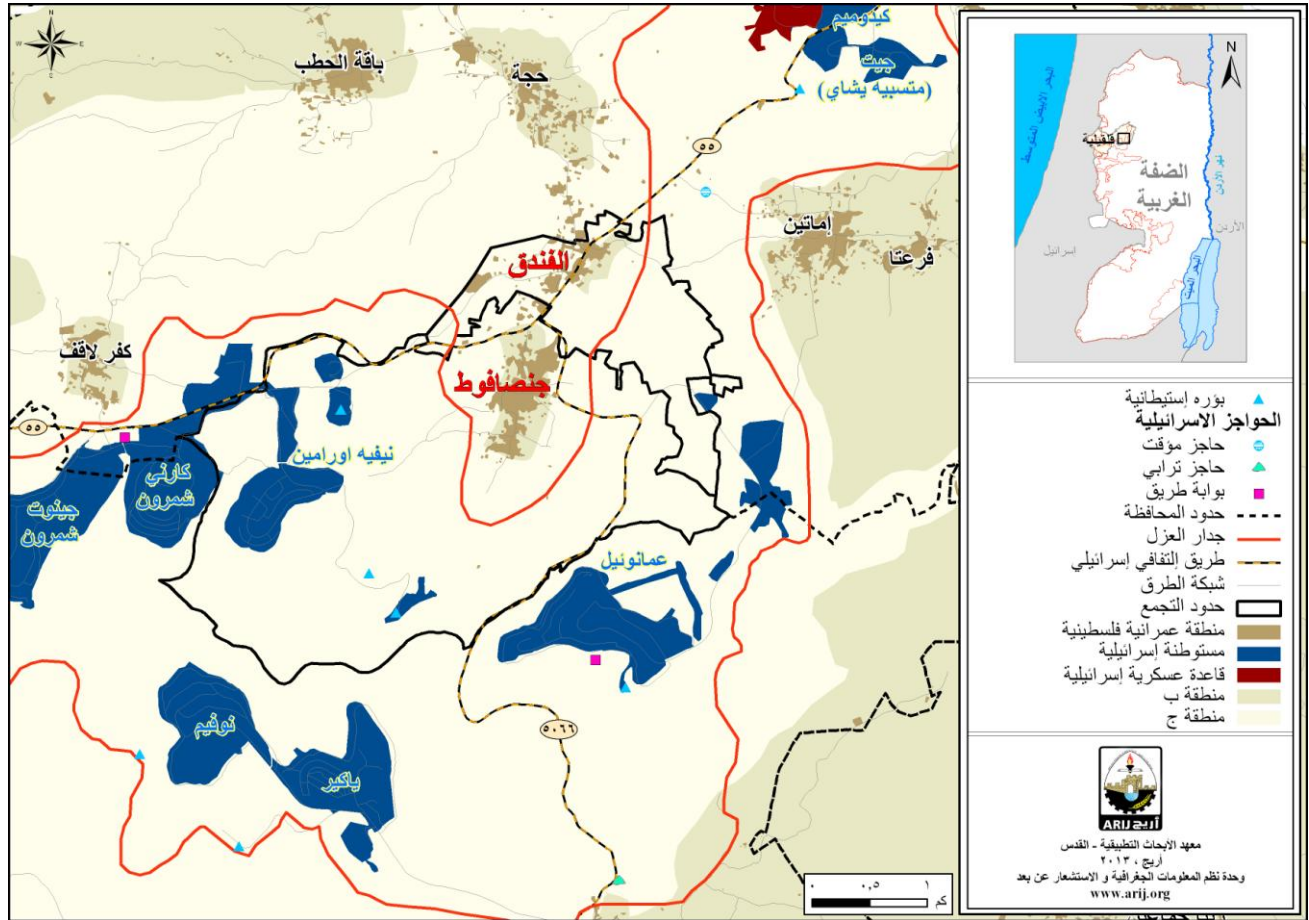 N
W
E
S
باقة الحطب
حجة
كيدوميم
جيت
(متسبيه يشاي)
٥٥
إماتين
فرعتا
الفندق
جنصافوط
كفر لاقف
٥٥
نيفيه اورامين
كارني
شمرون
جينوت
شمرون
عمانوئيل
نوفيم
ياكير
٥٠٦٦
٠
٠,٥
١
كم
N
البحر الابيض المتوسط
قلقيلية
الضفة
الغربية
نهر الاردن
الأردن
إسرائيل
البحر الميت
بؤره إستيطانية
الحواجز الاسرائيلية
حاجز مؤقت
حاجز ترابي
بوابة طريق
حدود المحافظة
جدار العزل
طريق إلتفافي إسرائيلي
شبكة الطرق
حدود التجمع
منطقة عمرانية فلسطينية
مستوطنة إسرائيلية
قاعدة عسكرية إسرائيلية
منطقة ب
منطقة ج
أريج ARIJ
معهد الأبحاث التطبيقية - القدس
أريج ، ٢٠١٣
وحدة نظم المعلومات الجغرافية و الاستشعار عن بعد
www.arij.org